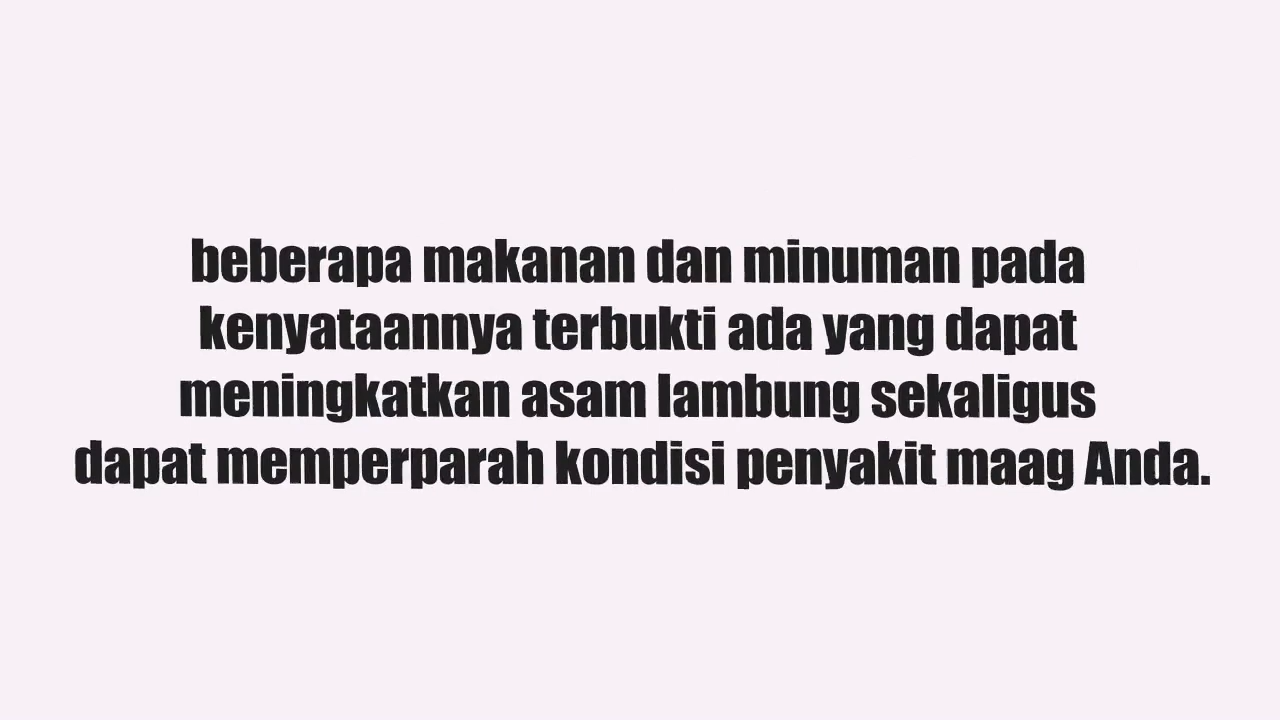 beberapa makanan dan minuman pada
kenyataannya terbukti ada yang dapat
meningkatkan asam lambung sekaligus
dapat memperparah kondisi penyakit maag Anda.